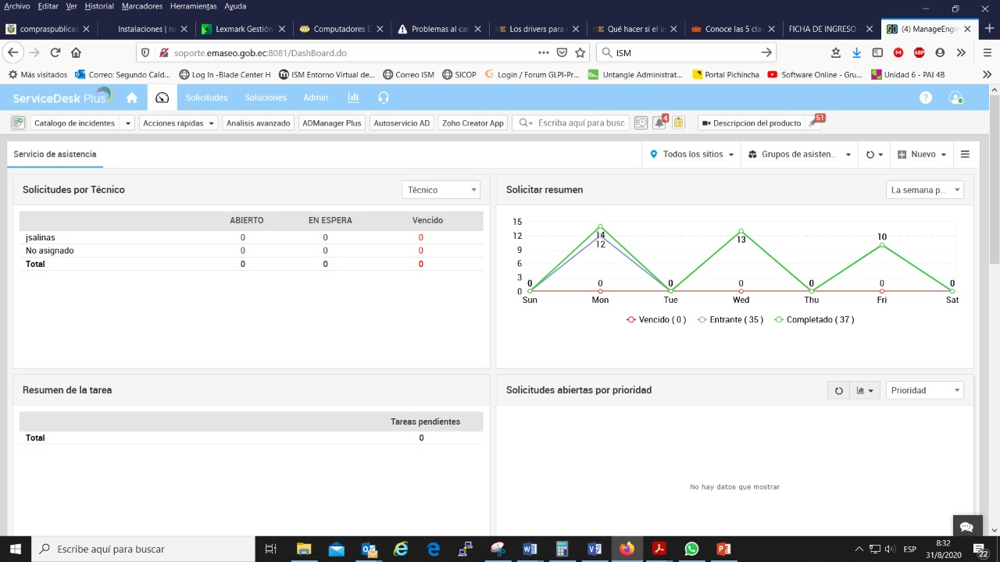 Archivo Editar Ver Historial Marcadores Herramientas Ayuda
compraspublicas
Instalaciones | na
Lexmark Gestión
Computadores E
Problemas al car
Los drivers para
Qué hacer si el u
Conoce las 5 clav
FICHA DE INGRESO -
(4) ManageEngin
soporte.emaseo.gob.ec:8081/DashBoard.do
ISM
ABP
Más visitados
Correo: Segundo Cald...
Log In -Blade Center H
ISM Entorno Virtual de...
Correo ISM
SICOP
Login / Forum GLPI-Pr...
Untangle Administrat...
Portal Pichincha
Software Online - Gru...
Unidad 6 - PAI 4B
ServiceDesk Plus
Solicitudes
Soluciones
Admin.
Catalogo de incidentes
Acciones rapidas
Análisis avanzado
ADManager Plus
Autoservicio AD
Zoho Creator App
Escriba aquí para busc
4
Descripcion del producto
51
Servicio de asistencia
Todos los sitios
Grupos de asisten...
Nuevo
Solicitudes por Técnico
Técnico
ABIERTO EN ESPERA Vencido
jsalinas 0 0 0
No asignado 0 0 0
Total 0 0 0
Solicitar resumen
La semana p...
15
12
9
6
3
0
0 14 12 0 0 13 0 0 10 0 0
Sun Mon Tue Wed Thu Fri Sat
Vencido ( 0 ) Entrante ( 35 ) Completado ( 37 )
Resumen de la tarea
Tareas pendientes
Total 0
Solicitudes abiertas por prioridad
Prioridad
No hay datos que mostrar
Escribe aquí para buscar
ESP
8:32
31/8/2020
22